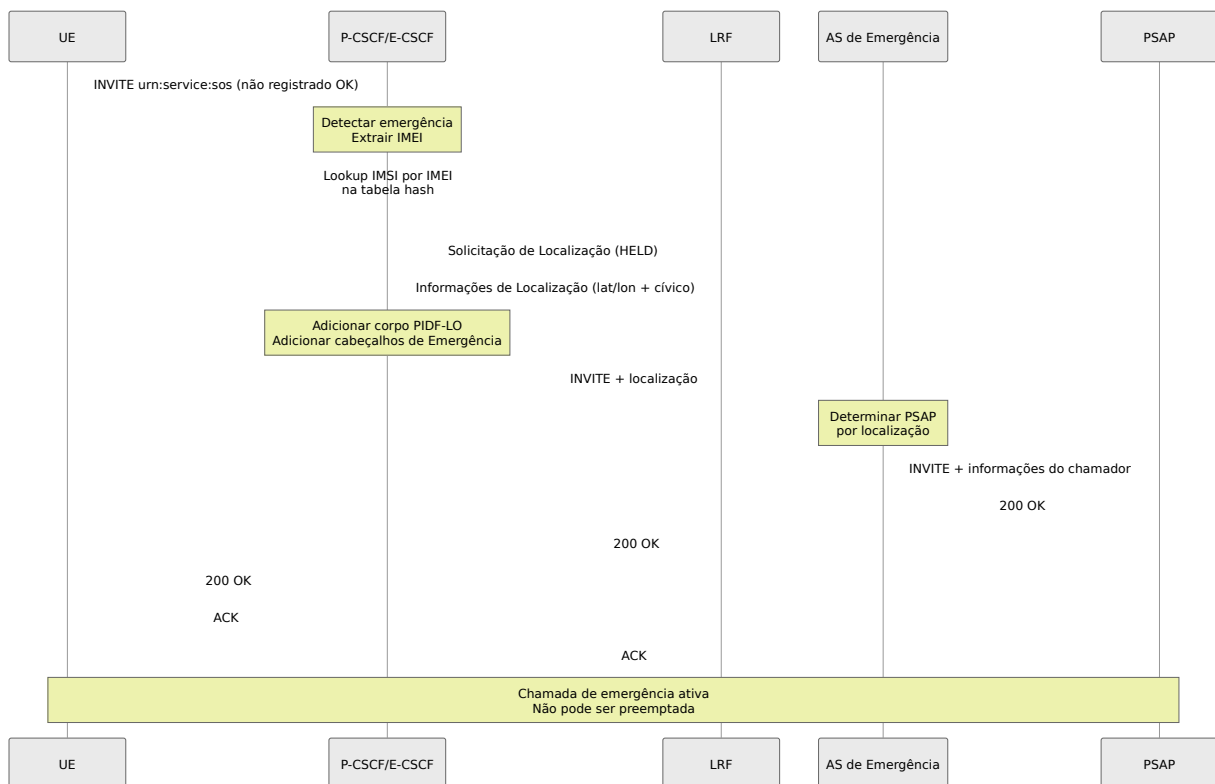 UE
P-CSCF/E-CSCF
LRF
AS de Emergência
PSAP
INVITE urn:service:sos (não registrado OK)
Detectar emergência
Extrair IMEI
Lookup IMSI por IMEI
na tabela hash
Solicitação de Localização (HELD)
Informações de Localização (lat/lon + cívico)
Adicionar corpo PIDF-LO
Adicionar cabeçalhos de Emergência
INVITE + localização
Determinar PSAP
por localização
INVITE + informações do chamador
200 OK
200 OK
200 OK
ACK
ACK
Chamada de emergência ativa
Não pode ser preemptada
UE
P-CSCF/E-CSCF
LRF
AS de Emergência
PSAP